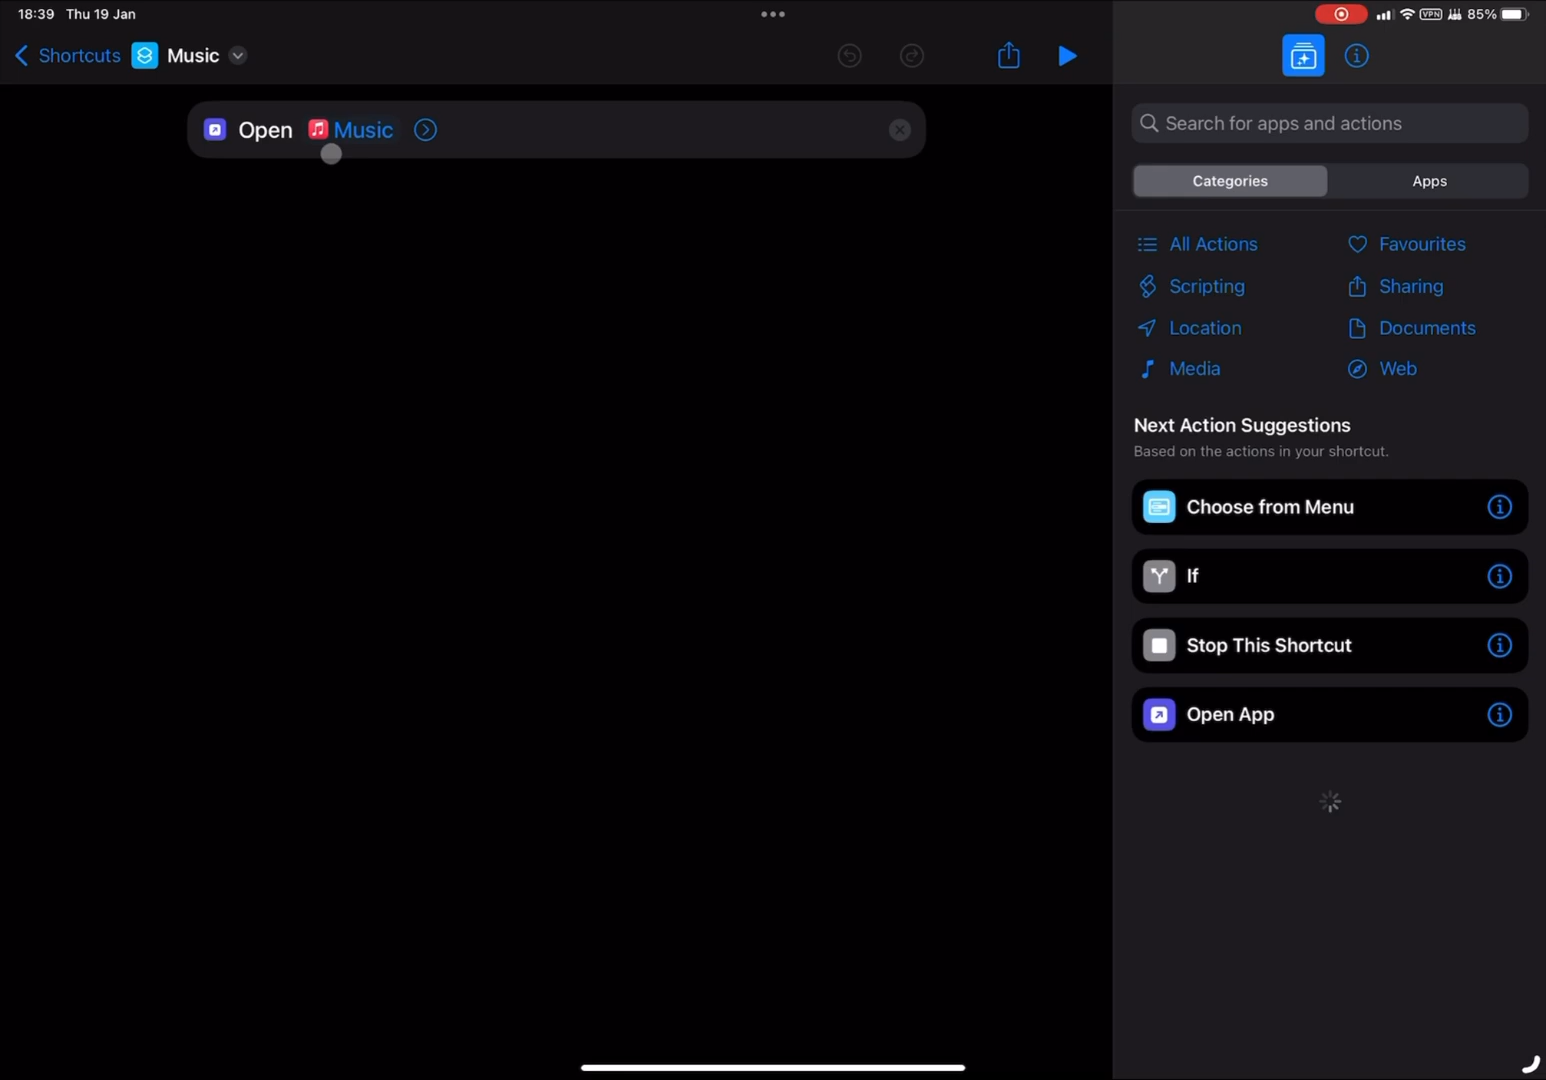 18:39 Thu 19 Jan
VPN 85%
Shortcuts Music
Open Music
Search for apps and actions
Categories Apps
All Actions Favourites
Scripting Sharing
Location Documents
Media Web
Next Action Suggestions
Based on the actions in your shortcut.
Choose from Menu
If
Stop This Shortcut
Open App